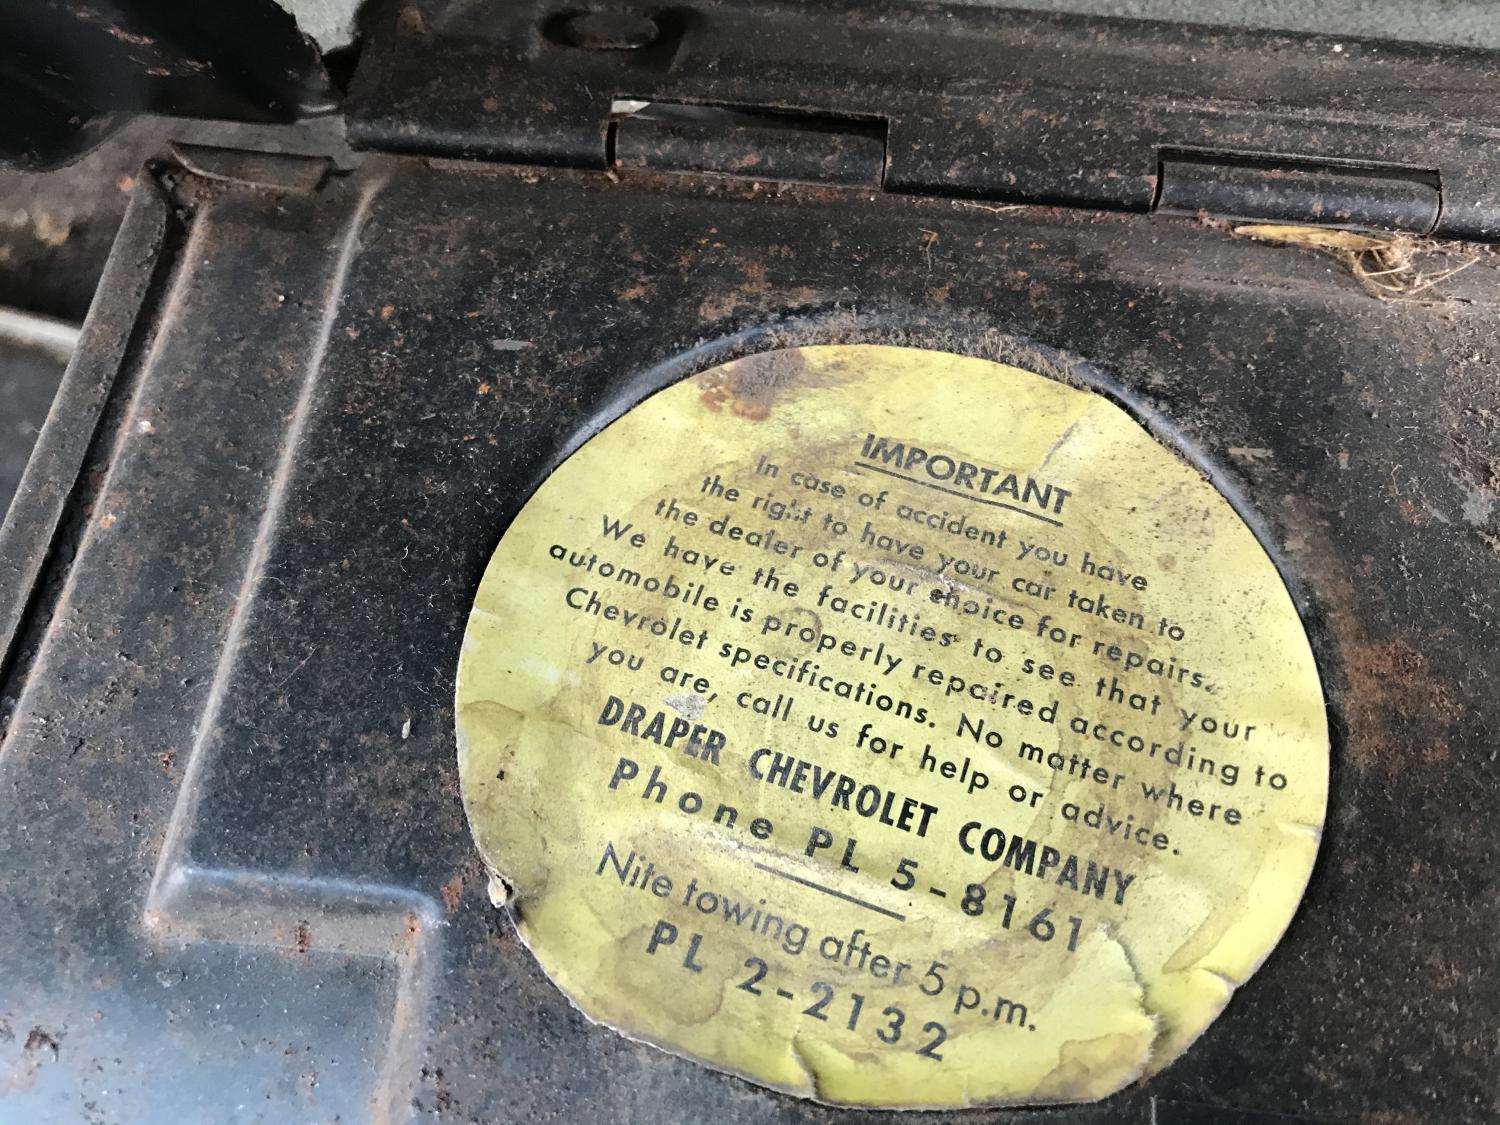 IMPORTANT
In case of accident you have
the right to have your car taken to
the dealer of your choice for repairs.
We have the facilities to see that your
automobile is properly repaired according to
Chevrolet specifications. No matter where
you are, call us for help or advice.
DRAPER CHEVROLET COMPANY
Phone PL 5-8161
Nite towing after 5 p.m.
PL 2-2132